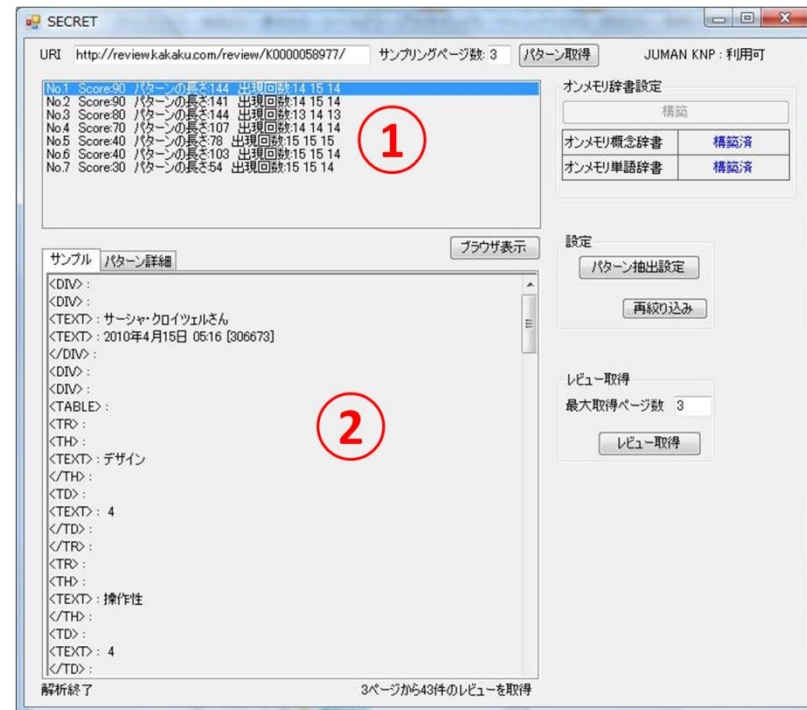 SECRET
URI http://review.kakaku.com/review/K0000058977/ サンプリングページ数: 3 パターン取得 JUMAN KNP : 利用可
No.1 Score:90 パターンの長さ:144 出現回数:14 15 14
No.2 Score:90 パターンの長さ:141 出現回数:14 15 14
No.3 Score:80 パターンの長さ:144 出現回数:13 14 13
No.4 Score:70 パターンの長さ:107 出現回数:14 14 14
No.5 Score:40 パターンの長さ:78 出現回数:15 15 15
No.6 Score:40 パターンの長さ:103 出現回数:15 15 14
No.7 Score:30 パターンの長さ:54 出現回数:15 15 14
①
オンメモリ辞書設定
構築
オンメモリ概念辞書 構築済
オンメモリ単語辞書 構築済
ブラウザ表示
サンプル パターン詳細
<DIV> :
<DIV> :
<TEXT> : サーシャ・クロイツェルさん
<TEXT> : 2010年4月15日 05:16 [306673]
</DIV> :
<DIV> :
<DIV> :
<TABLE> :
<TR> :
<TH> :
<TEXT> : デザイン
</TH> :
<TD> :
<TEXT> : 4
</TD> :
</TR> :
<TR> :
<TH> :
<TEXT> : 操作性
</TH> :
<TD> :
<TEXT> : 4
</TD> :
②
設定
パターン抽出設定
再絞り込み
レビュー取得
最大取得ページ数 3
レビュー取得
解析終了 3ページから43件のレビューを取得